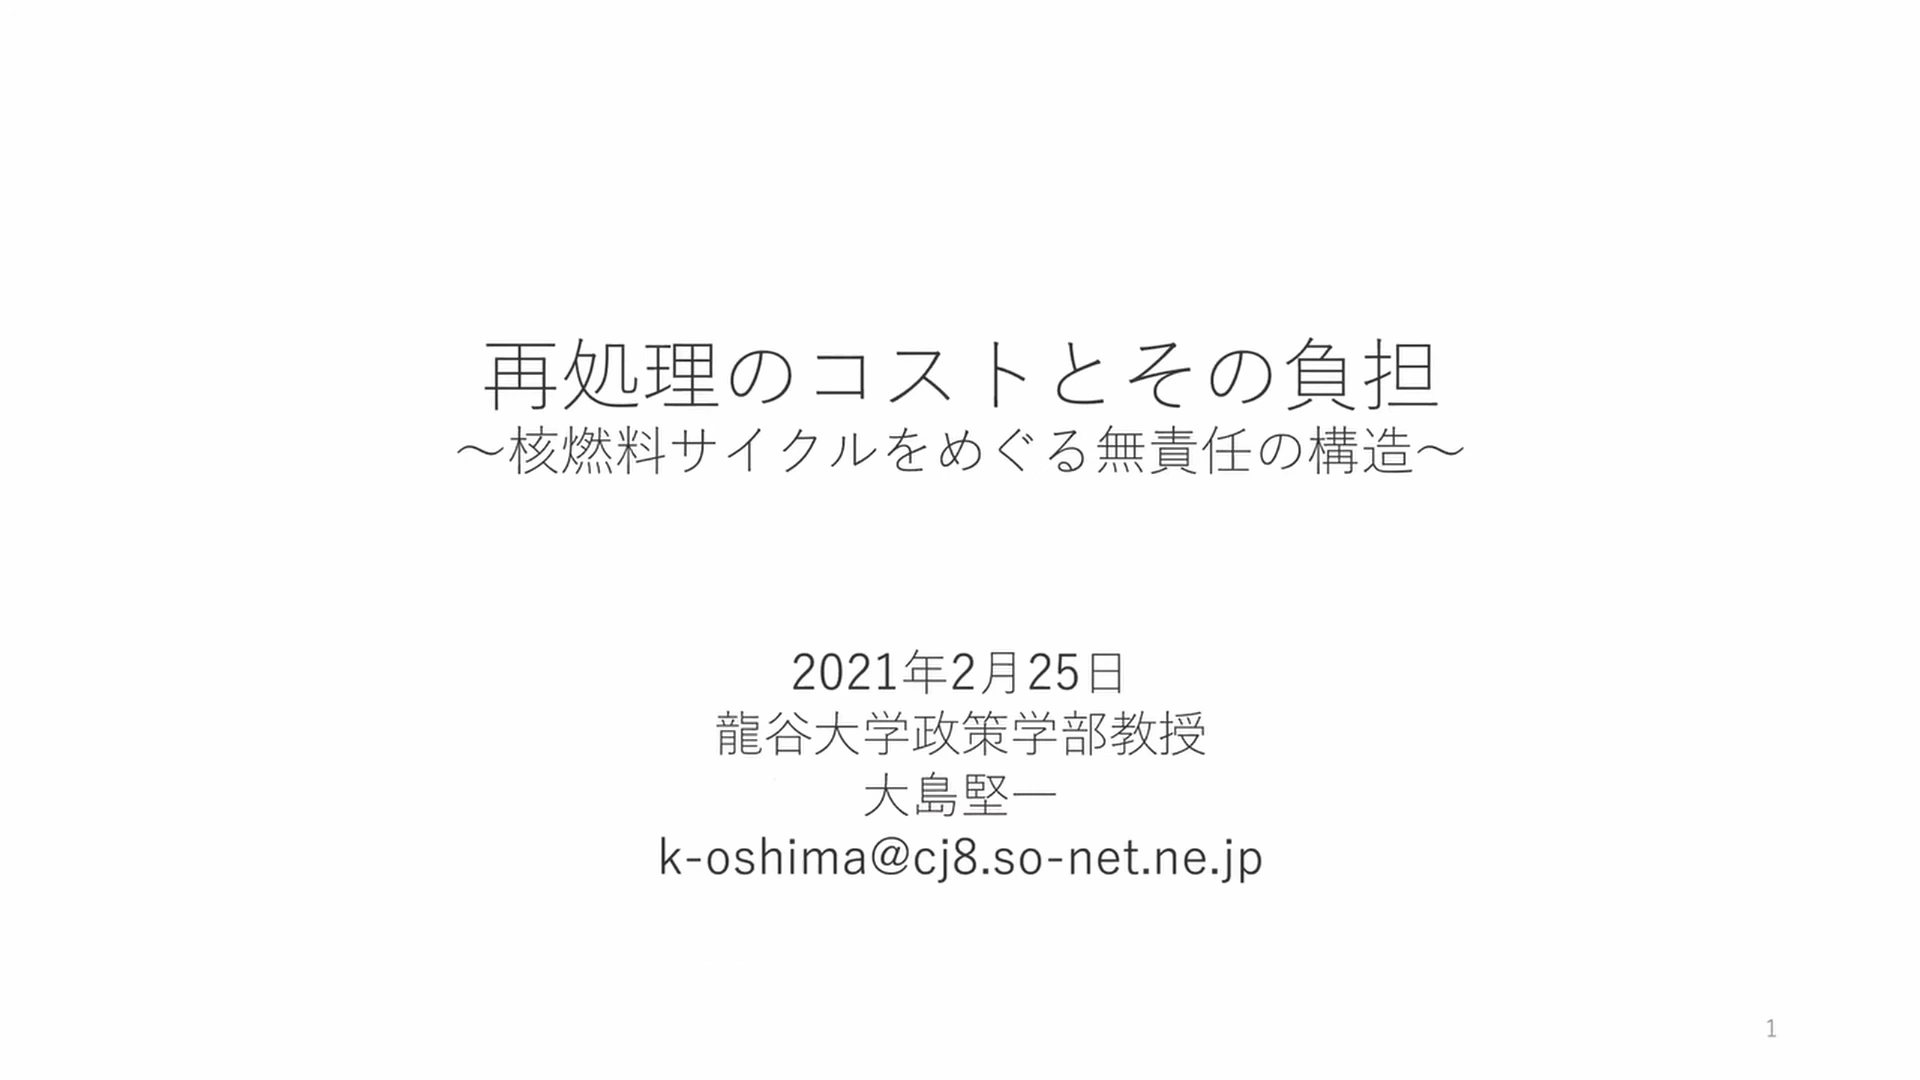 再処理のコストとその負担
～核燃料サイクルをめぐる無責任の構造～
2021年2月25日
龍谷大学政策学部教授
大島堅一
k-oshima@cj8.so-net.ne.jp
1